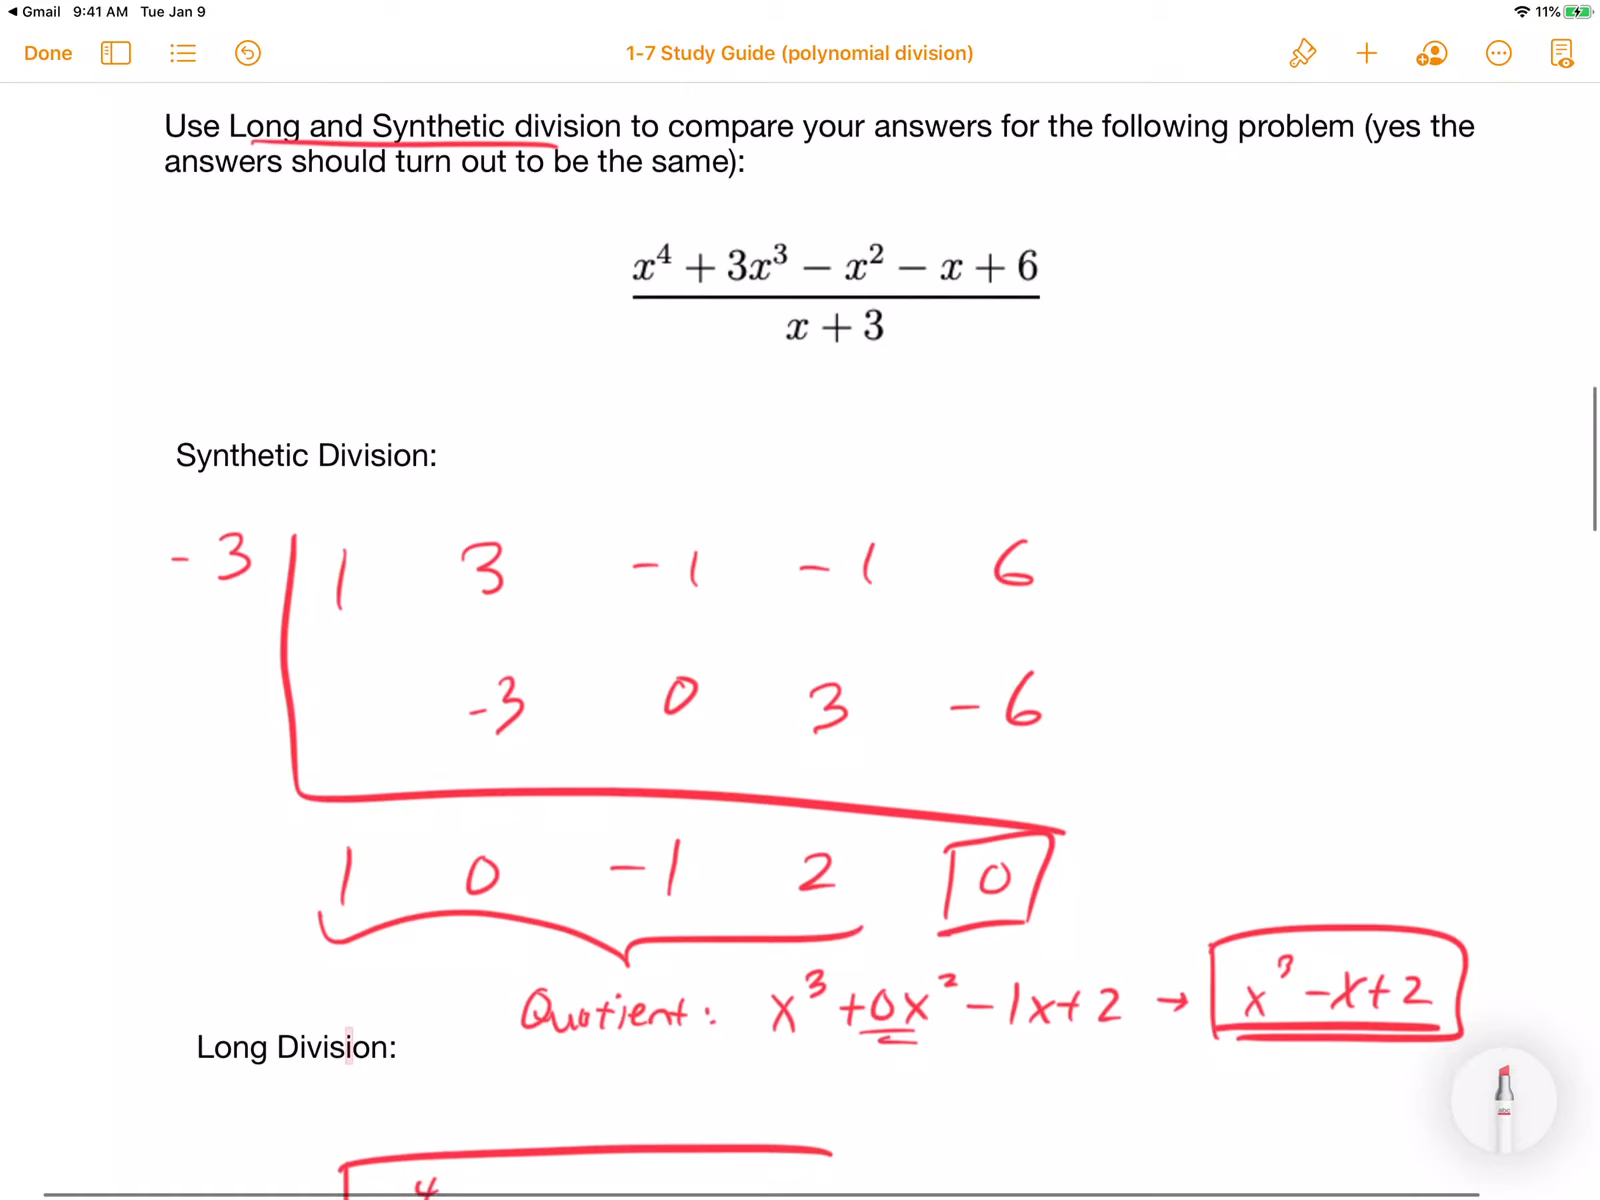 ◀ Gmail 9:41 AM Tue Jan 9 11%
Done 1-7 Study Guide (polynomial division)
Use Long and Synthetic division to compare your answers for the following problem (yes the
answers should turn out to be the same):
x⁴ + 3x³ − x² − x + 6
x + 3
Synthetic Division:
-3 1 3 -1 -1 6
-3 0 3 -6
1 0 -1 2 0
Quotient: x³ + 0x² - 1x + 2 → x³ - x + 2
Long Division:
4
abc